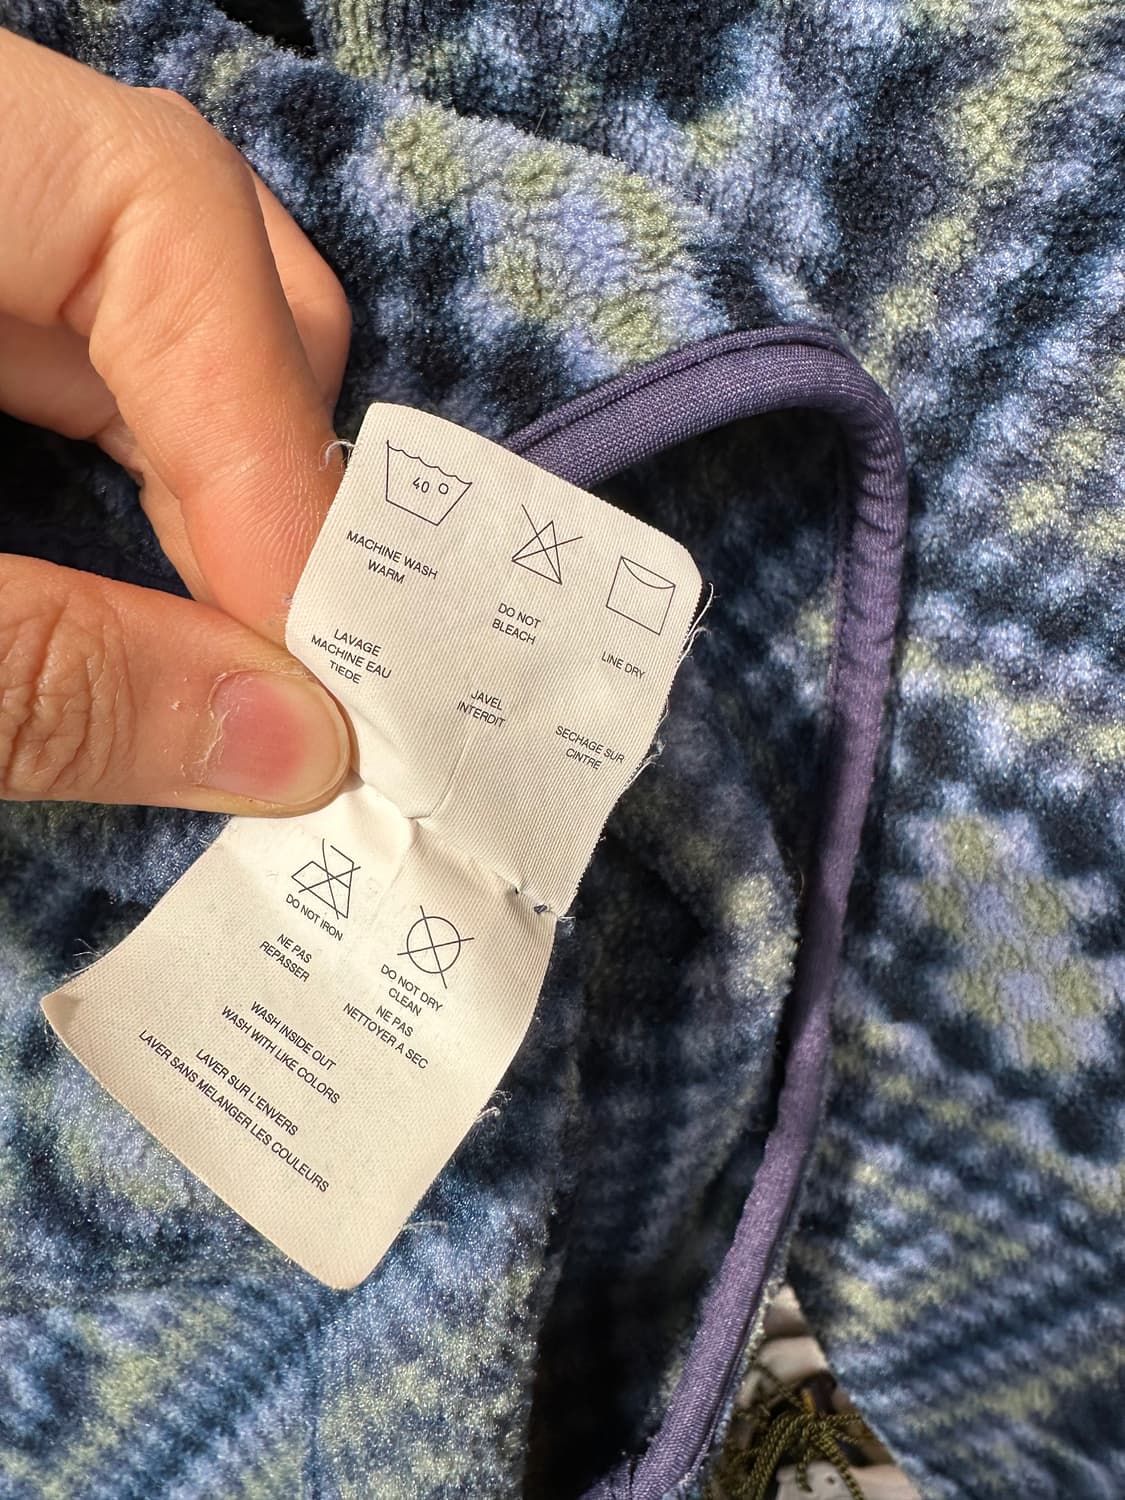 40 O
MACHINE WASH
WARM
LAVAGE
MACHINE EAU
TIEDE
DO NOT
BLEACH
JAVEL
INTERDIT
LINE DRY
SECHAGE SUR
CINTRE
DO NOT IRON
NE PAS
REPASSER
DO NOT DRY
CLEAN
NE PAS
NETTOYER A SEC
WASH INSIDE OUT
WASH WITH LIKE COLORS
LAVER SUR L'ENVERS
LAVER SANS MELANGER LES COULEURS